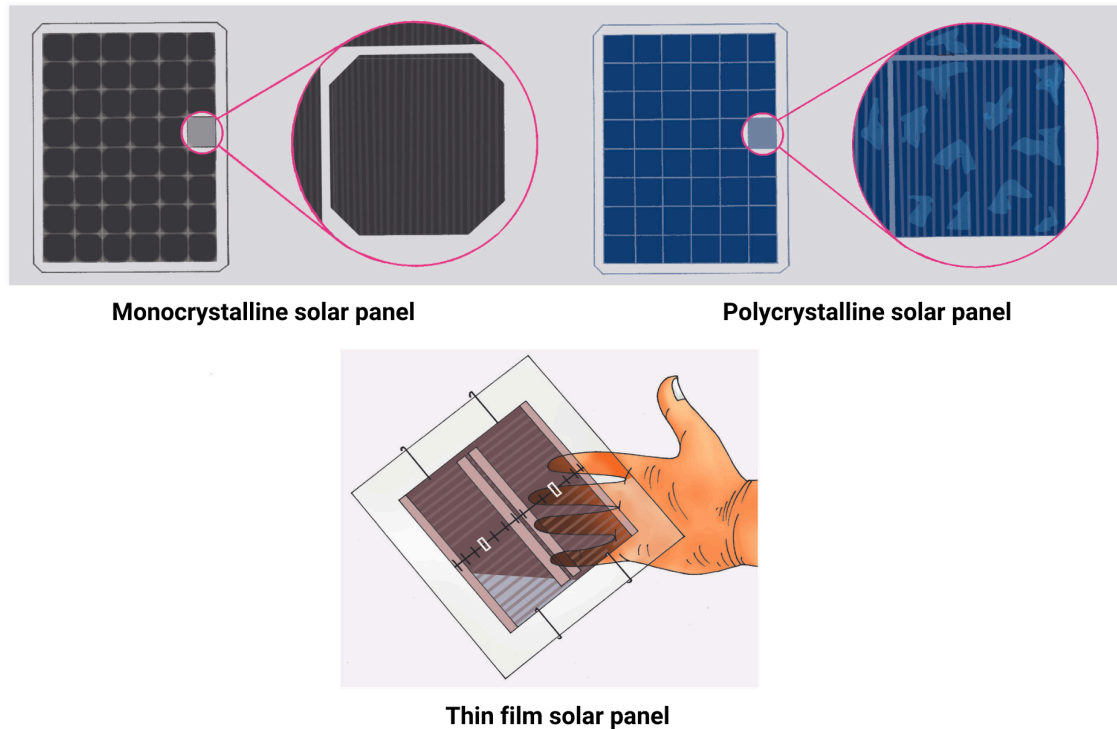 Monocrystalline solar panel
Polycrystalline solar panel
Thin film solar panel